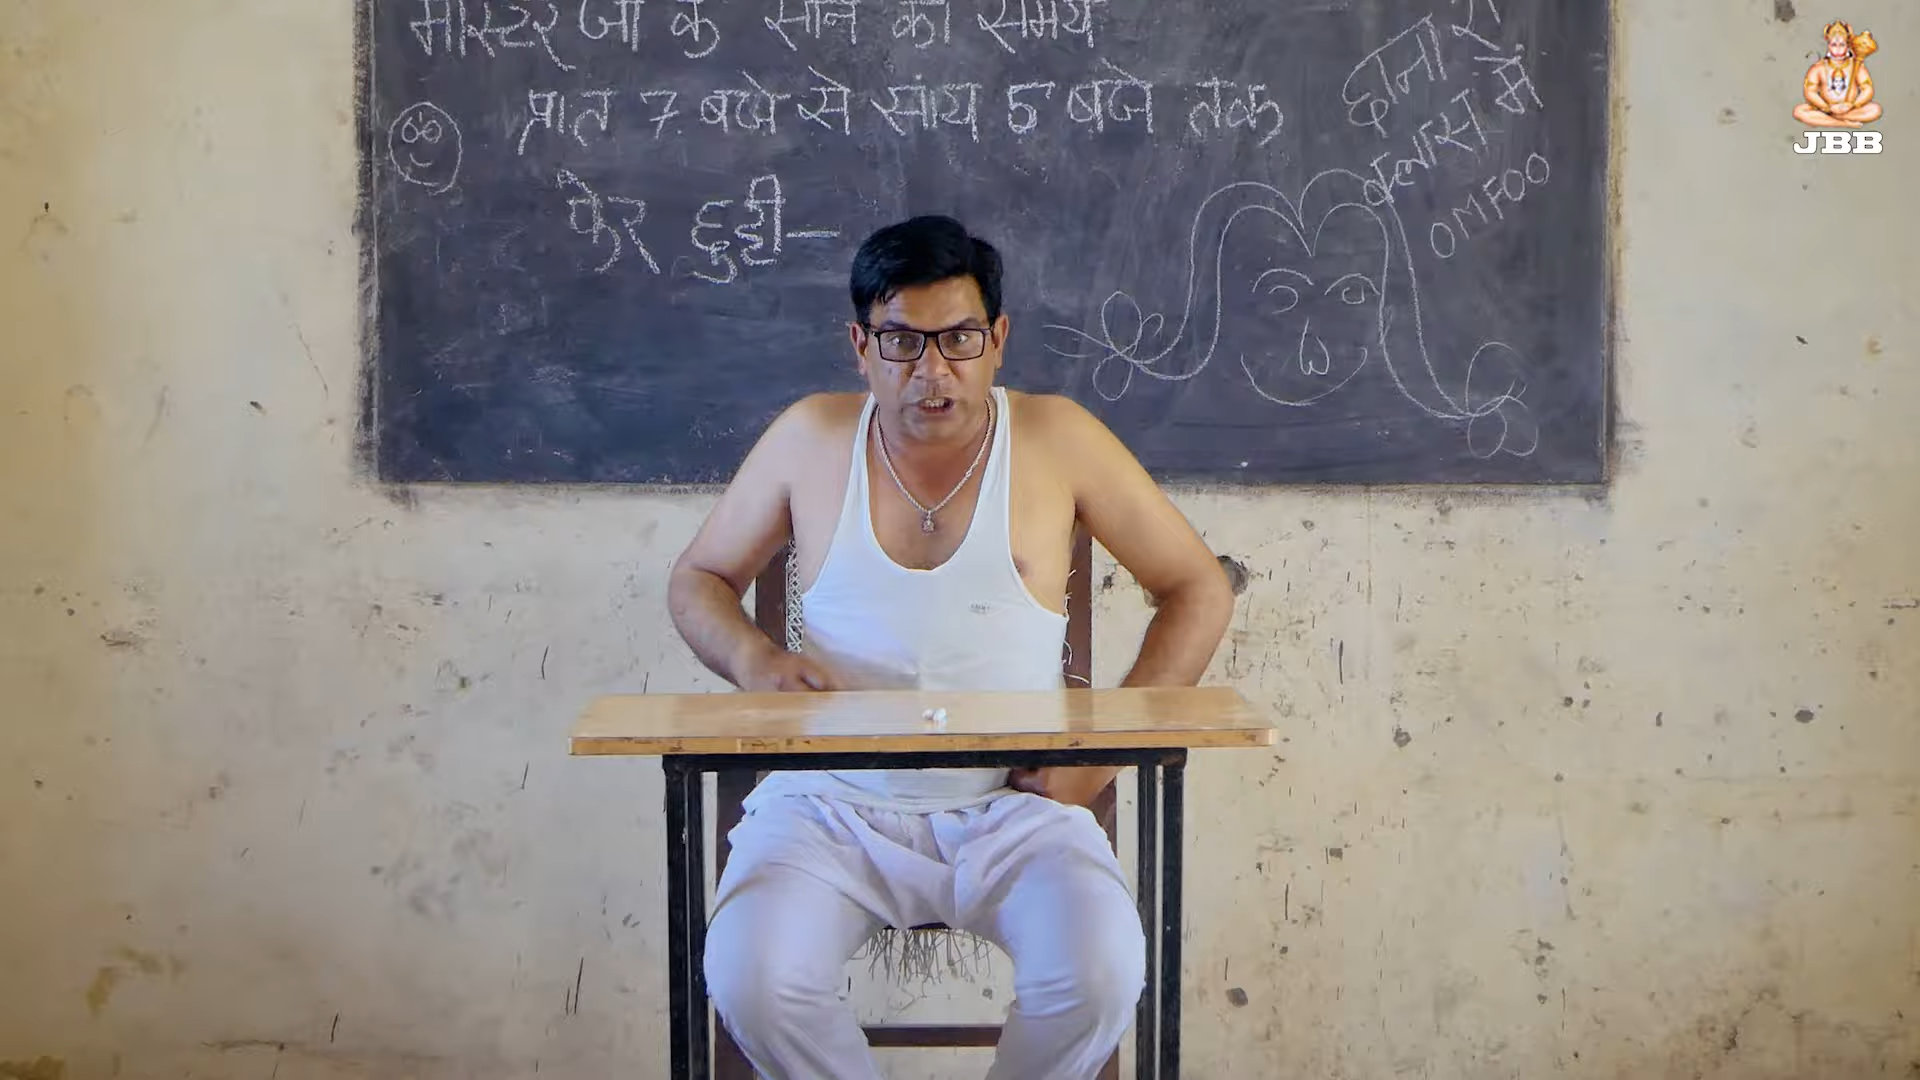 मास्टर जी के सोने का समय
प्रात 7 बजे से सांय 5 बजे तक
फेर छुट्टी —
क्लास में
OMFOO
JBB